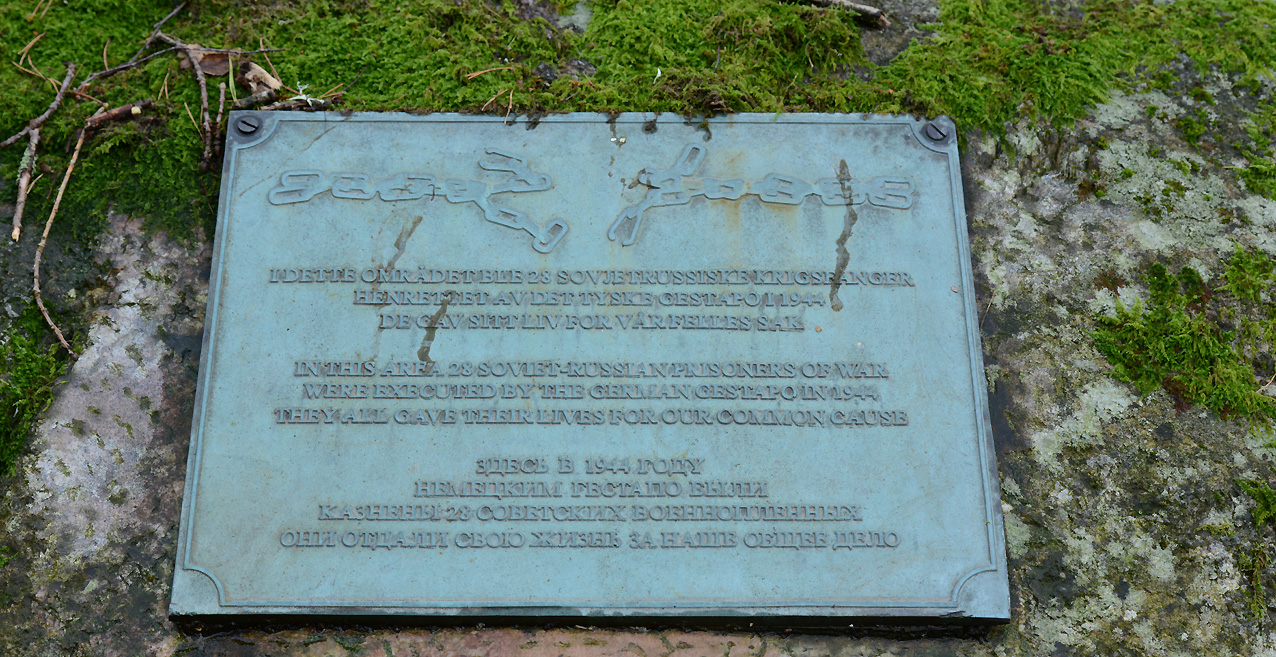 I DETTE OMRÅDET BLE 28 SOVJETRUSSISKE KRIGSFANGER
HENRETTET AV DET TYSKE GESTAPO I 1944
DE GAV SITT LIV FOR VÅR FELLES SAK
IN THIS AREA 28 SOVIET-RUSSIAN PRISONERS OF WAR
WERE EXECUTED BY THE GERMAN GESTAPO IN 1944
THEY ALL GAVE THEIR LIVES FOR OUR COMMON CAUSE
ЗДЕСЬ В 1944 ГОДУ
НЕМЕЦКИМ ГЕСТАПО БЫЛИ
КАЗНЕНЫ 28 СОВЕТСКИХ ВОЕННОПЛЕННЫХ
ОНИ ОТДАЛИ СВОЮ ЖИЗНЬ ЗА НАШЕ ОБЩЕЕ ДЕЛО